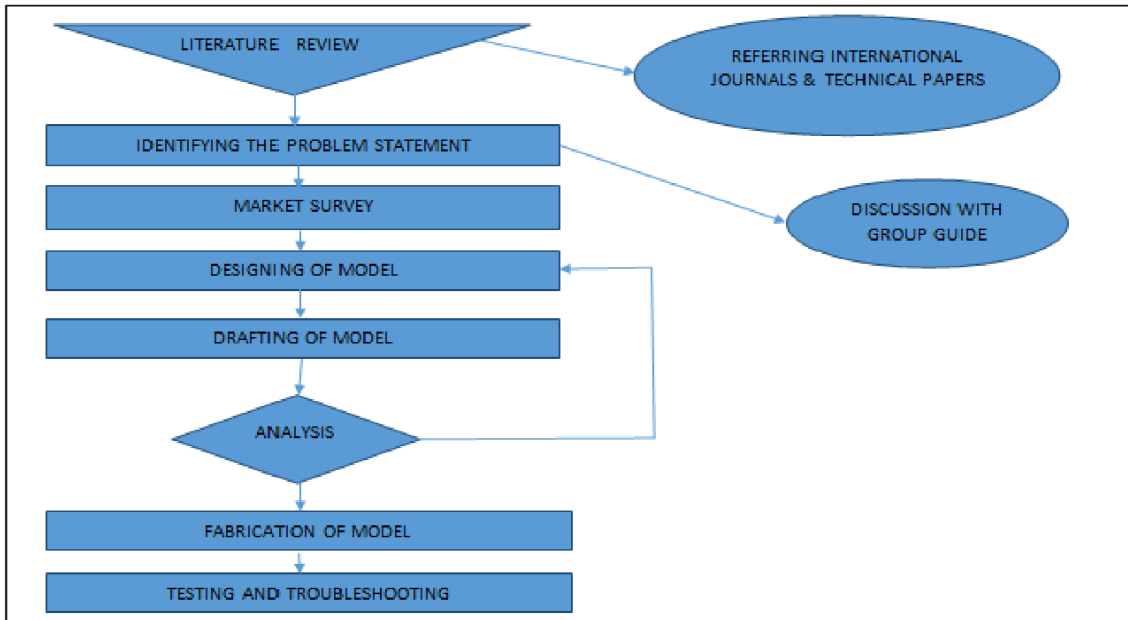 LITERATURE REVIEW
REFERRING INTERNATIONAL
JOURNALS & TECHNICAL PAPERS
IDENTIFYING THE PROBLEM STATEMENT
MARKET SURVEY
DISCUSSION WITH
GROUP GUIDE
DESIGNING OF MODEL
DRAFTING OF MODEL
ANALYSIS
FABRICATION OF MODEL
TESTING AND TROUBLESHOOTING